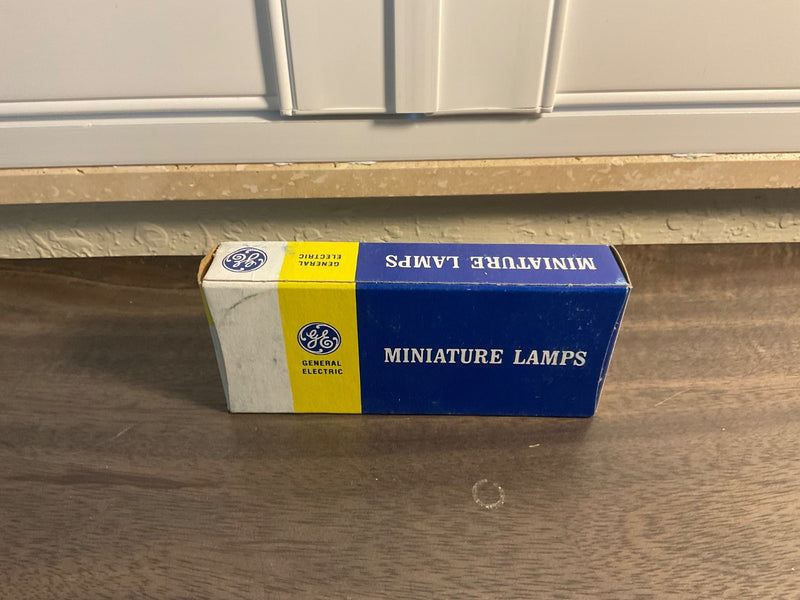 GE
GENERAL
ELECTRIC
MINIATURE LAMPS
GE
GENERAL
ELECTRIC
MINIATURE LAMPS